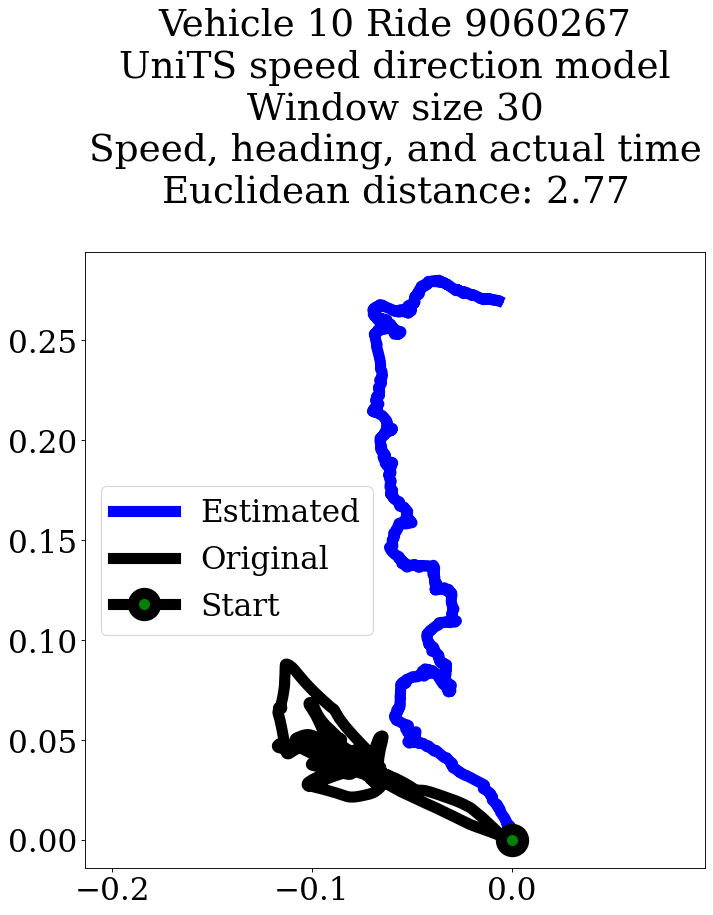 Vehicle 10 Ride 9060267
UniTS speed direction model
Window size 30
Speed, heading, and actual time
Euclidean distance: 2.77
0.25
0.20
0.15
0.10
0.05
0.00
Estimated
Original
Start
−0.2
−0.1
0.0